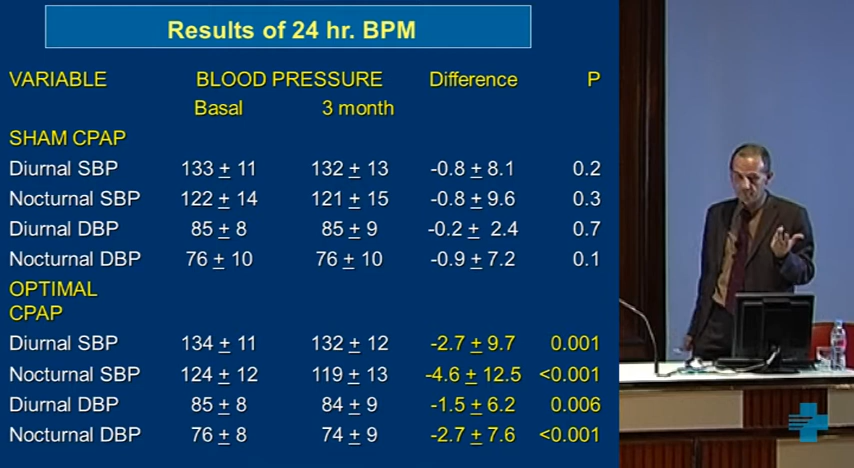 Results of 24 hr. BPM
VARIABLE BLOOD PRESSURE Difference P
Basal 3 month
SHAM CPAP
Diurnal SBP 133 ± 11 132 ± 13 -0.8 ± 8.1 0.2
Nocturnal SBP 122 ± 14 121 ± 15 -0.8 ± 9.6 0.3
Diurnal DBP 85 ± 8 85 ± 9 -0.2 ± 2.4 0.7
Nocturnal DBP 76 ± 10 76 ± 10 -0.9 ± 7.2 0.1
OPTIMAL
CPAP
Diurnal SBP 134 ± 11 132 ± 12 -2.7 ± 9.7 0.001
Nocturnal SBP 124 ± 12 119 ± 13 -4.6 ± 12.5 <0.001
Diurnal DBP 85 ± 8 84 ± 9 -1.5 ± 6.2 0.006
Nocturnal DBP 76 ± 8 74 ± 9 -2.7 ± 7.6 <0.001